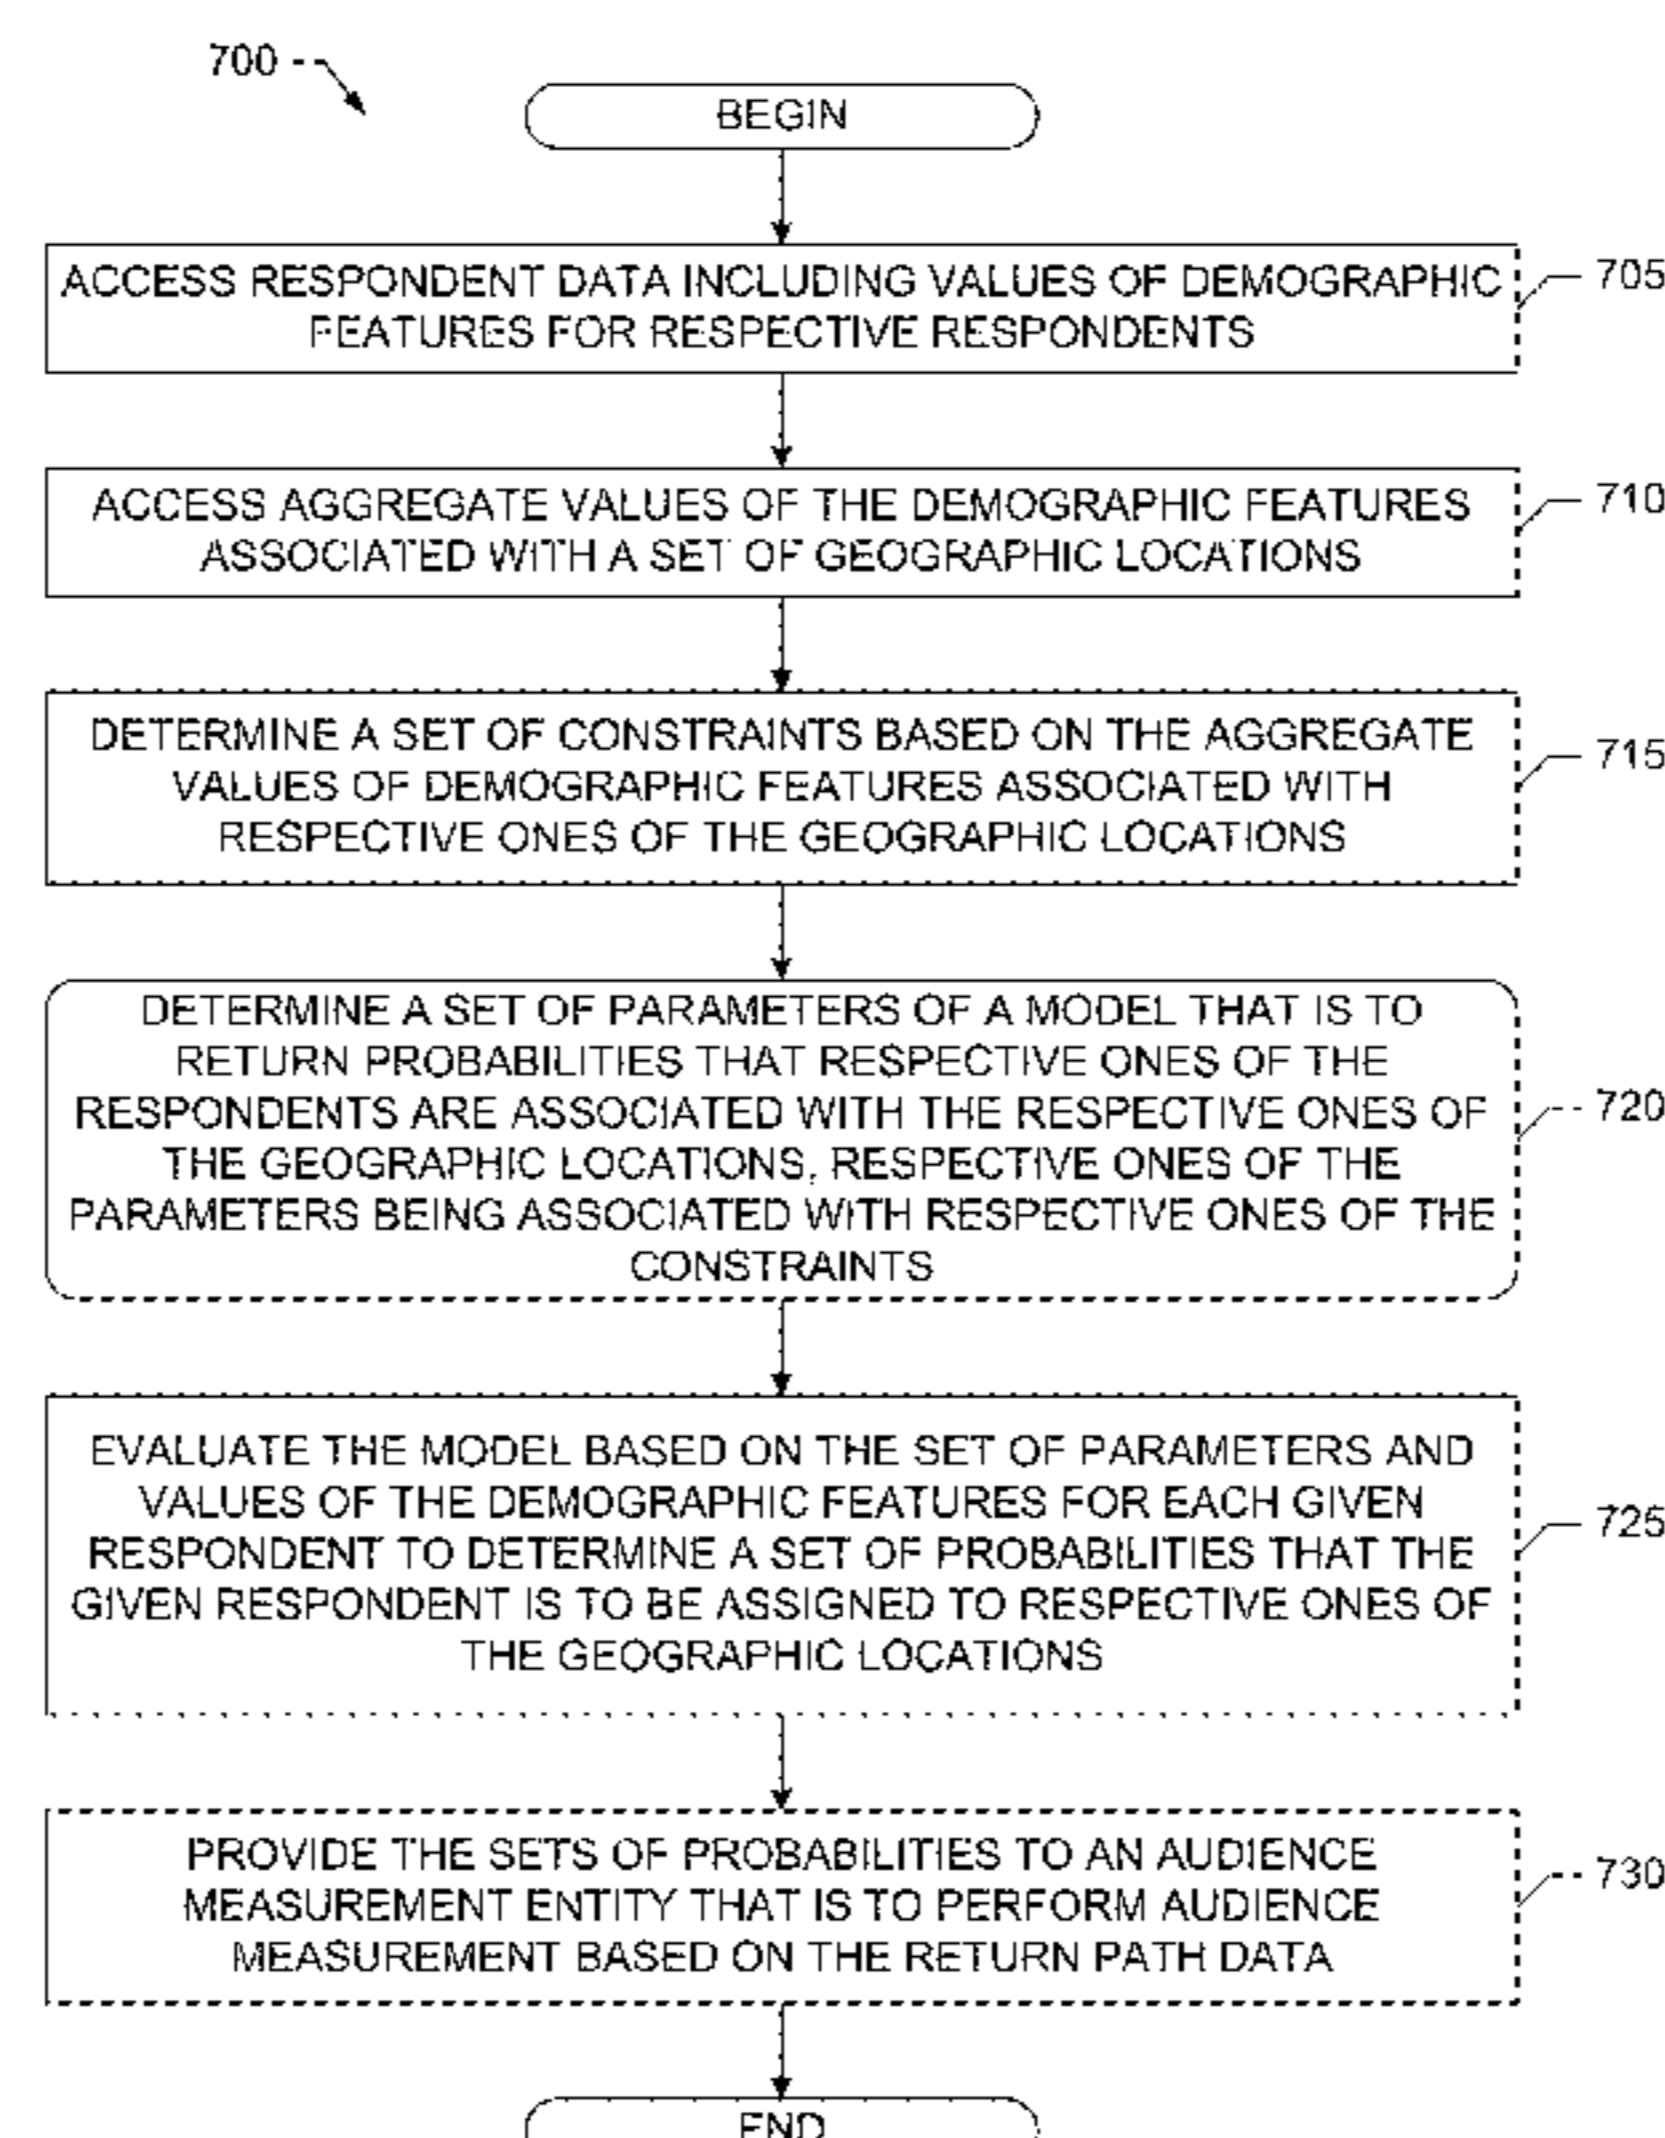 700
BEGIN
ACCESS RESPONDENT DATA INCLUDING VALUES OF DEMOGRAPHIC
FEATURES FOR RESPECTIVE RESPONDENTS
705
ACCESS AGGREGATE VALUES OF THE DEMOGRAPHIC FEATURES
ASSOCIATED WITH A SET OF GEOGRAPHIC LOCATIONS
710
DETERMINE A SET OF CONSTRAINTS BASED ON THE AGGREGATE
VALUES OF DEMOGRAPHIC FEATURES ASSOCIATED WITH
RESPECTIVE ONES OF THE GEOGRAPHIC LOCATIONS
715
DETERMINE A SET OF PARAMETERS OF A MODEL THAT IS TO
RETURN PROBABILITIES THAT RESPECTIVE ONES OF THE
RESPONDENTS ARE ASSOCIATED WITH THE RESPECTIVE ONES OF
THE GEOGRAPHIC LOCATIONS, RESPECTIVE ONES OF THE
PARAMETERS BEING ASSOCIATED WITH RESPECTIVE ONES OF THE
CONSTRAINTS
720
EVALUATE THE MODEL BASED ON THE SET OF PARAMETERS AND
VALUES OF THE DEMOGRAPHIC FEATURES FOR EACH GIVEN
RESPONDENT TO DETERMINE A SET OF PROBABILITIES THAT THE
GIVEN RESPONDENT IS TO BE ASSIGNED TO RESPECTIVE ONES OF
THE GEOGRAPHIC LOCATIONS
725
PROVIDE THE SETS OF PROBABILITIES TO AN AUDIENCE
MEASUREMENT ENTITY THAT IS TO PERFORM AUDIENCE
MEASUREMENT BASED ON THE RETURN PATH DATA
730
END